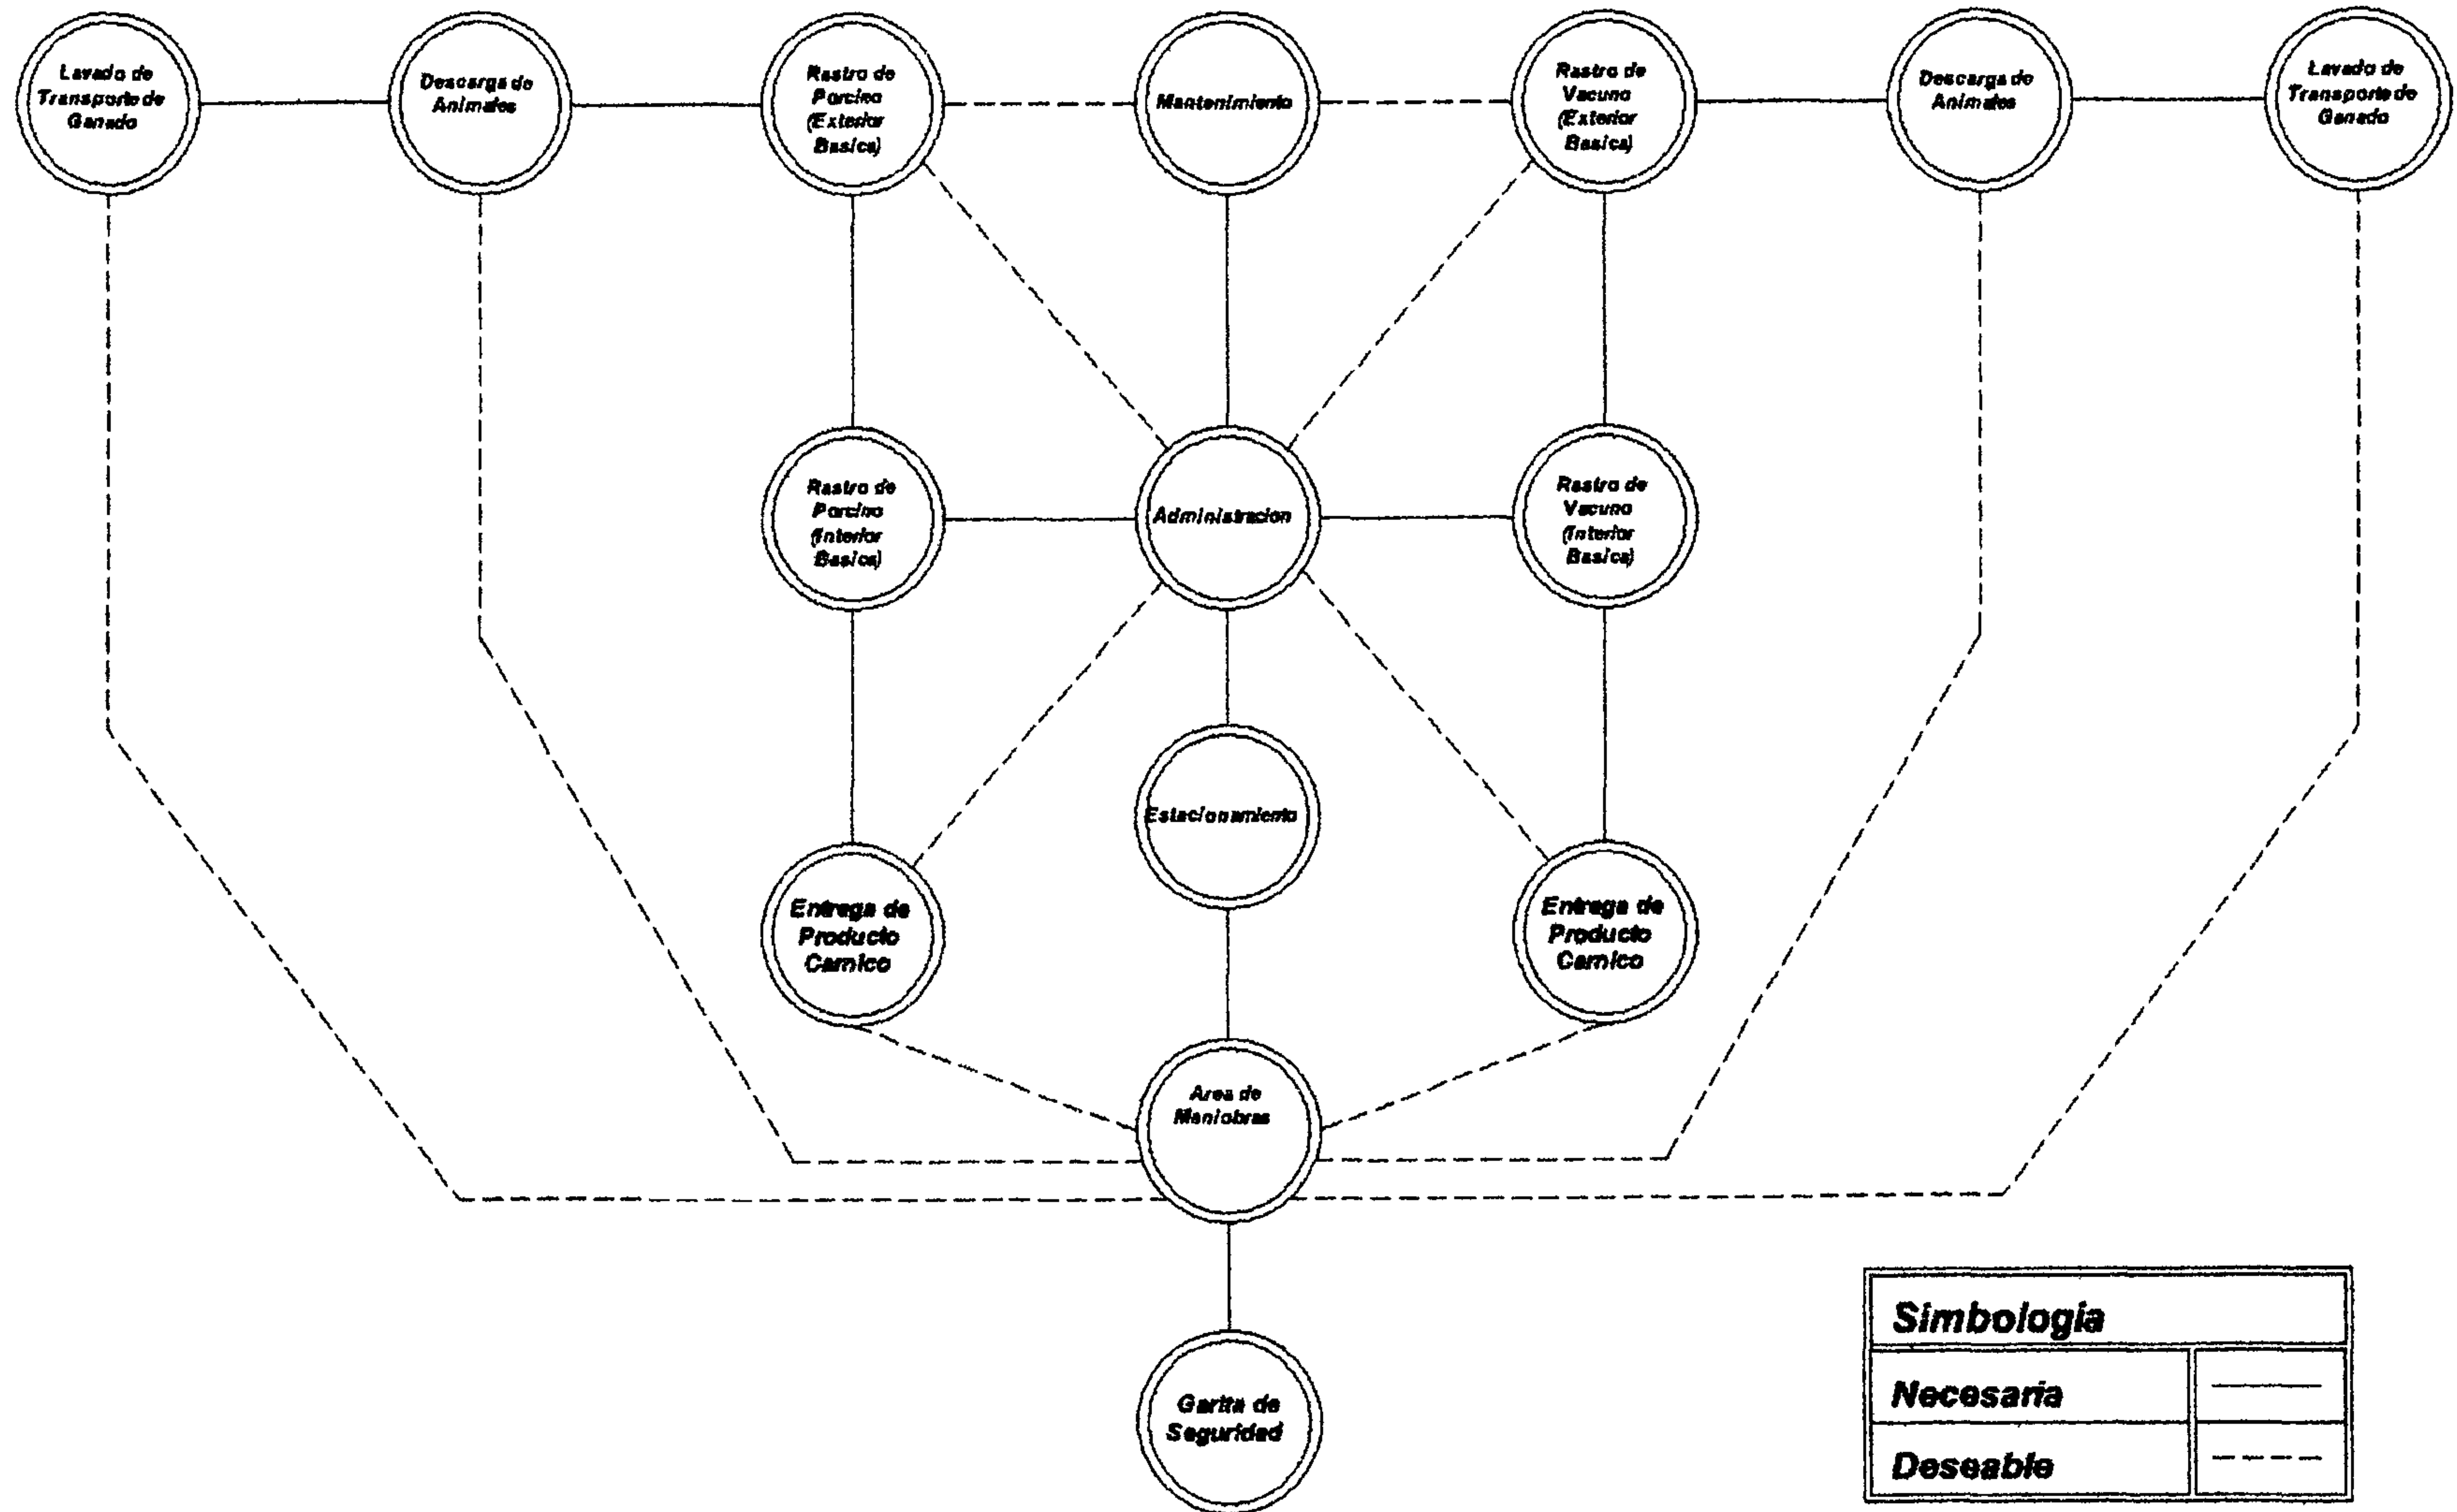 Lavado de
Transporte de
Ganado
Descarga de
Animales
Rastro de
Porcino
(Exterior
Basica)
Mantenimiento
Rastro de
Vacuno
(Exterior
Basica)
Descarga de
Animales
Lavado de
Transporte de
Ganado
Rastro de
Porcino
(Interior
Basica)
Administracion
Rastro de
Vacuno
(Interior
Basica)
Estacionamiento
Entrega de
Producto
Carnico
Entrega de
Producto
Carnico
Area de
Maniobras
Garita de
Seguridad
Simbologia
Necesaria
Deseable